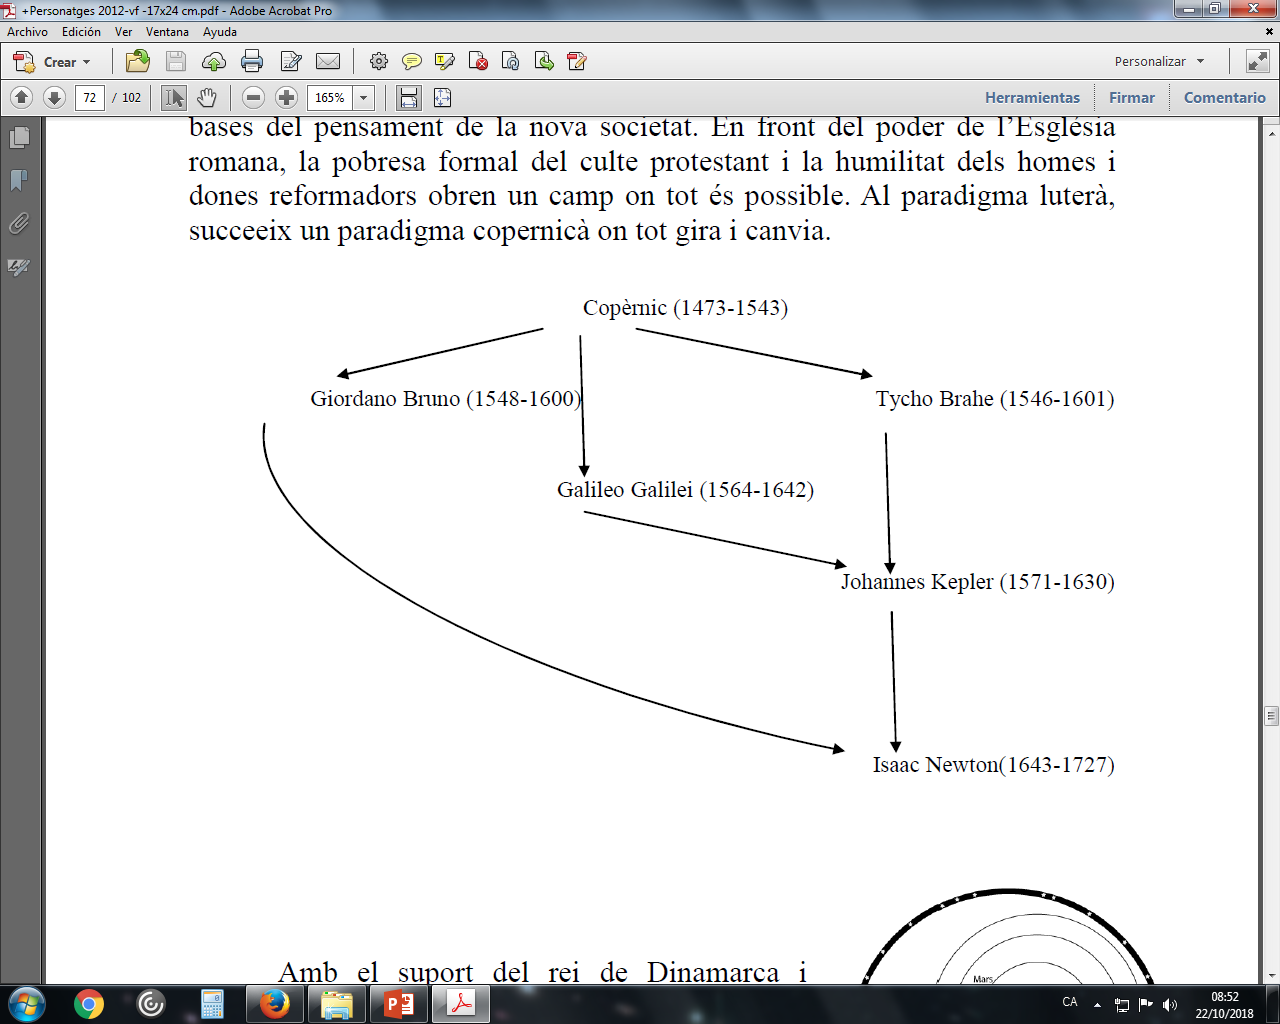 +Personatges 2012-vf -17x24 cm.pdf - Adobe Acrobat Pro
Archivo Edición Ver Ventana Ayuda
Crear Personalizar
72 / 102 165% Herramientas Firmar Comentario
bases del pensament de la nova societat. En front del poder de l’Església
romana, la pobresa formal del culte protestant i la humilitat dels homes i
dones reformadors obren un camp on tot és possible. Al paradigma luterà,
succeeix un paradigma copernicà on tot gira i canvia.
Copèrnic (1473-1543)
Giordano Bruno (1548-1600) Tycho Brahe (1546-1601)
Galileo Galilei (1564-1642)
Johannes Kepler (1571-1630)
Isaac Newton(1643-1727)
Amb el suport del rei de Dinamarca i
Mars
CA 08:52
22/10/2018